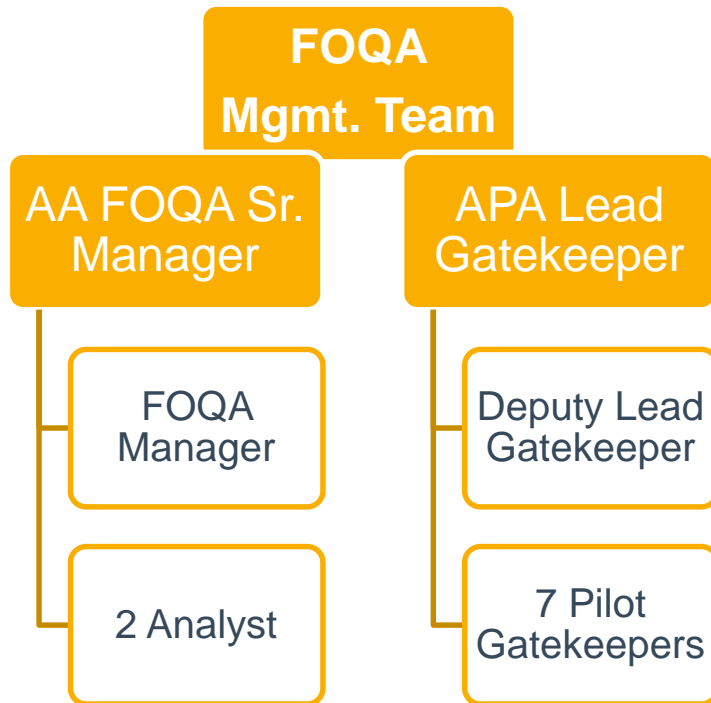 FOQA
Mgmt. Team
AA FOQA Sr.
Manager
APA Lead
Gatekeeper
FOQA
Manager
Deputy Lead
Gatekeeper
2 Analyst
7 Pilot
Gatekeepers